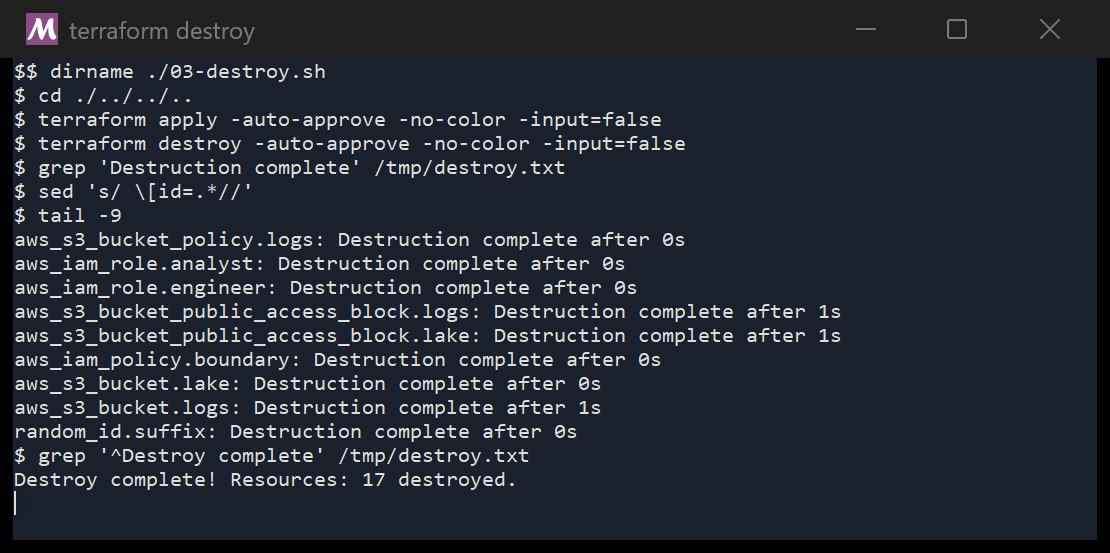 M terraform destroy
$$ dirname ./03-destroy.sh
$ cd ./../../..
$ terraform apply -auto-approve -no-color -input=false
$ terraform destroy -auto-approve -no-color -input=false
$ grep 'Destruction complete' /tmp/destroy.txt
$ sed 's/ \[id=.*//'
$ tail -9
aws_s3_bucket_policy.logs: Destruction complete after 0s
aws_iam_role.analyst: Destruction complete after 0s
aws_iam_role.engineer: Destruction complete after 0s
aws_s3_bucket_public_access_block.logs: Destruction complete after 1s
aws_s3_bucket_public_access_block.lake: Destruction complete after 1s
aws_iam_policy.boundary: Destruction complete after 0s
aws_s3_bucket.lake: Destruction complete after 0s
aws_s3_bucket.logs: Destruction complete after 1s
random_id.suffix: Destruction complete after 0s
$ grep '^Destroy complete' /tmp/destroy.txt
Destroy complete! Resources: 17 destroyed.